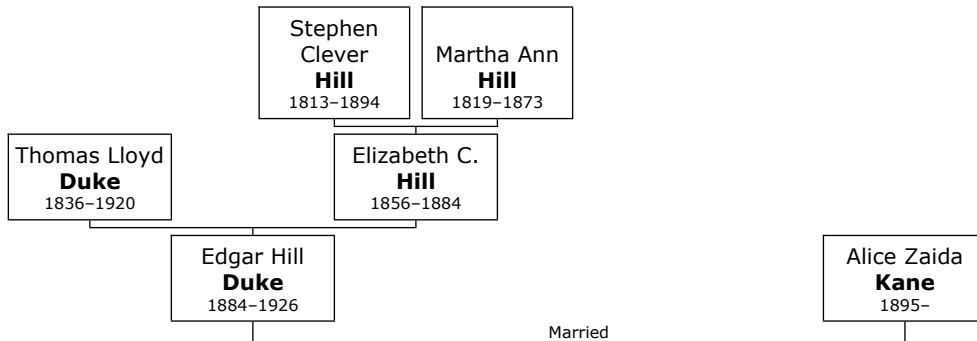 Stephen
Clever
Hill
1813–1894
Martha Ann
Hill
1819–1873
Thomas Lloyd
Duke
1836–1920
Elizabeth C.
Hill
1856–1884
Edgar Hill
Duke
1884–1926
Alice Zaida
Kane
1895–
Married